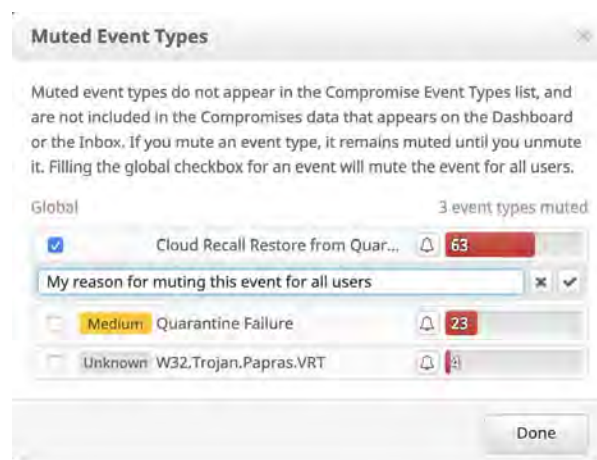 Muted Event Types
Muted event types do not appear in the Compromise Event Types list, and
are not included in the Compromises data that appears on the Dashboard
or the Inbox. If you mute an event type, it remains muted until you unmute
it. Filling the global checkbox for an event will mute the event for all users.
Global 3 event types muted
Cloud Recall Restore from Quar... 63
My reason for muting this event for all users
Medium Quarantine Failure 23
Unknown W32.Trojan.Papras.VRT
Done